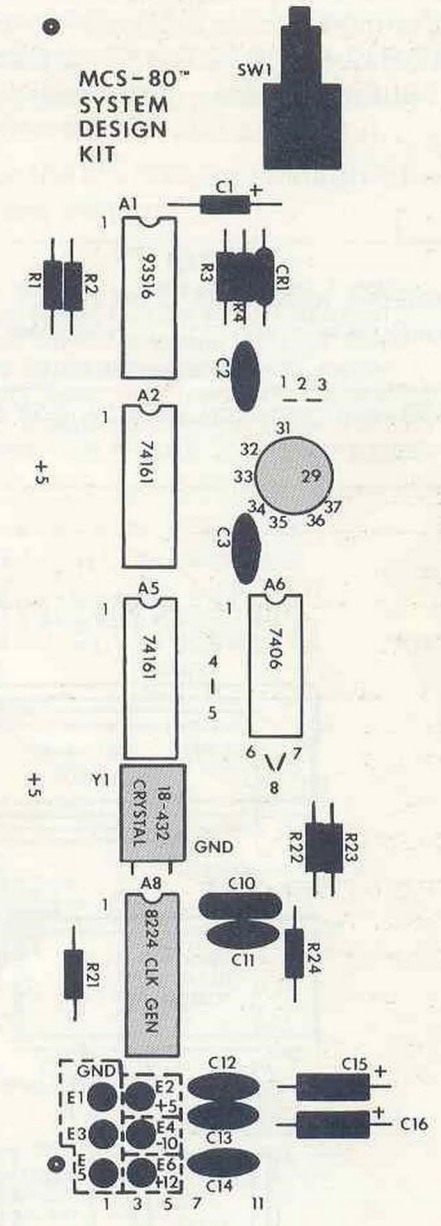 MCS-80™
SYSTEM
DESIGN
KIT
SW1
C1 +
A1
1
93S16
R1
R2
R3
R4
CR1
C2
1 2 3
A2
1
74161
+5
31
32
33
29
34
35
36
37
C3
A5
1
74161
4
5
A6
1
7406
6
7
8
+5
Y1
18-432
CRYSTAL
GND
R22
R23
A8
1
8224 CLK GEN
C10
C11
R24
R21
GND
E1
E2
+5
E3
E4
-10
E5
E6
+12
C12
C13
C14
C15
+
+
C16
1 3 5 7 11